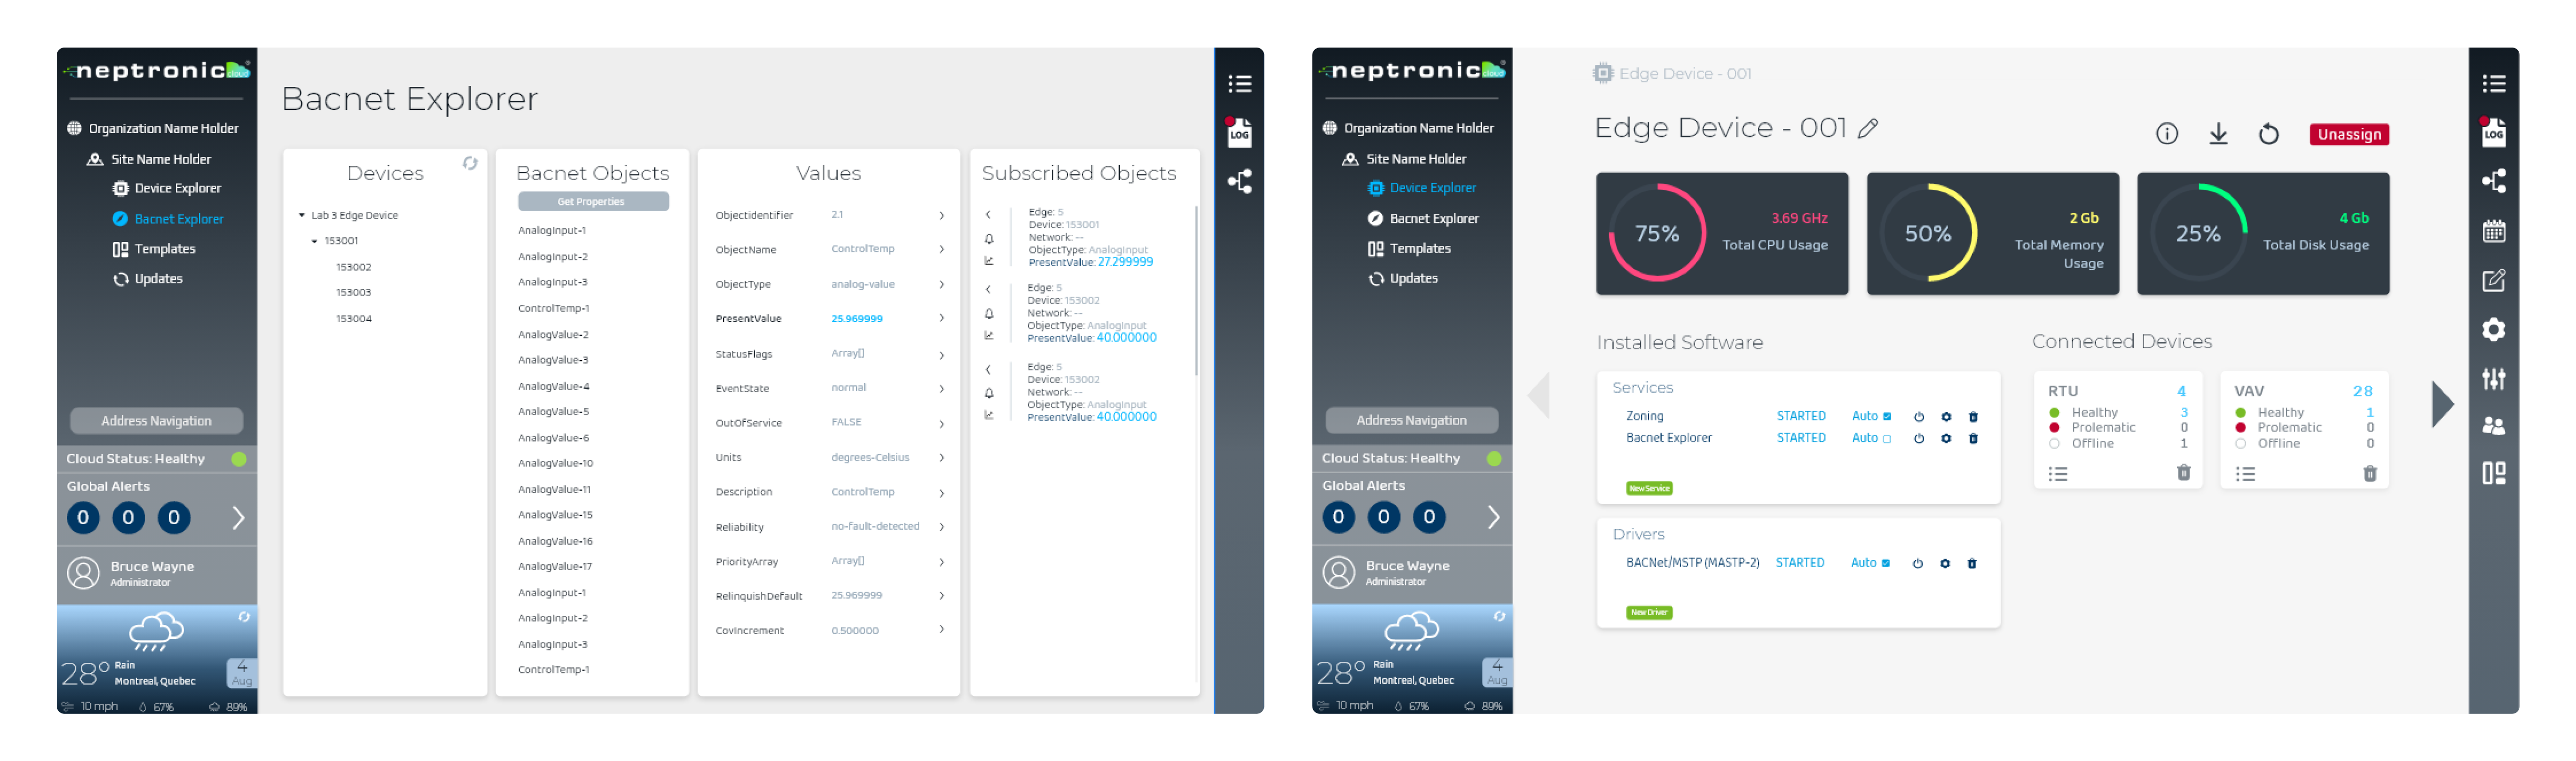 neptronic cloud®
Organization Name Holder
Site Name Holder
Device Explorer
Bacnet Explorer
Templates
Updates
Address Navigation
Cloud Status: Healthy
Global Alerts
0 0 0
Bruce Wayne
Administrator
28° Rain
Montreal, Quebec
4
Aug
10 mph 67% 89%
Bacnet Explorer
Devices
Lab 3 Edge Device
153001
153002
153003
153004
Bacnet Objects
Get Properties
AnalogInput-1
AnalogInput-2
AnalogInput-3
ControlTemp-1
AnalogValue-2
AnalogValue-3
AnalogValue-4
AnalogValue-5
AnalogValue-6
AnalogValue-10
AnalogValue-11
AnalogValue-15
AnalogValue-16
AnalogValue-17
AnalogInput-1
AnalogInput-2
AnalogInput-3
ControlTemp-1
Values
ObjectIdentifier 2.1
ObjectName ControlTemp
ObjectType analog-value
PresentValue 25.969999
StatusFlags Array[]
EventState normal
OutOfService FALSE
Units degrees-Celsius
Description ControlTemp
Reliability no-fault-detected
PriorityArray Array[]
RelinquishDefault 25.969999
CovIncrement 0.500000
Subscribed Objects
Edge: 5
Device: 153001
Network: --
ObjectType: AnalogInput
PresentValue: 27.299999
Edge: 5
Device: 153002
Network: --
ObjectType: AnalogInput
PresentValue: 40.000000
Edge: 5
Device: 153002
Network: --
ObjectType: AnalogInput
PresentValue: 40.000000
LOG
neptronic cloud®
Organization Name Holder
Site Name Holder
Device Explorer
Bacnet Explorer
Templates
Updates
Address Navigation
Cloud Status: Healthy
Global Alerts
0 0 0
Bruce Wayne
Administrator
28° Rain
Montreal, Quebec
4
Aug
10 mph 67% 89%
Edge Device - 001
Edge Device - 001
Unassign
75%
3.69 GHz
Total CPU Usage
50%
2 Gb
Total Memory
Usage
25%
4 Gb
Total Disk Usage
Installed Software
Services
Zoning STARTED Auto
Bacnet Explorer STARTED Auto
New Service
Drivers
BACNet/MSTP (MASTP-2) STARTED Auto
New Driver
Connected Devices
RTU 4
Healthy 3
Prolematic 0
Offline 1
VAV 28
Healthy 1
Prolematic 0
Offline 0
LOG